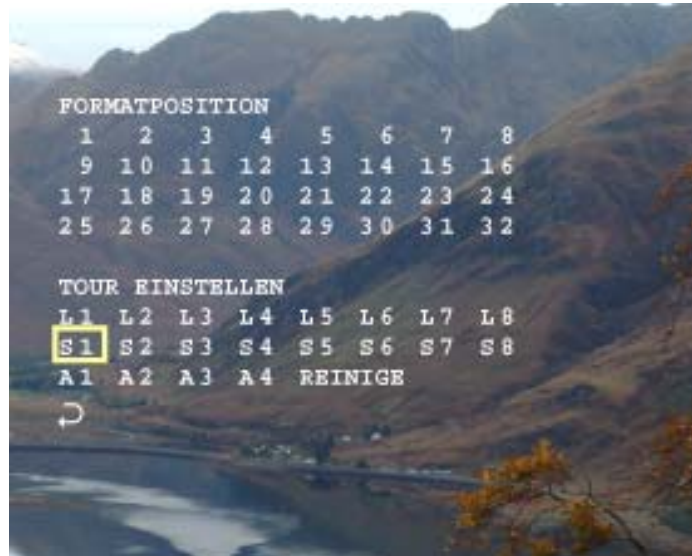 FORMATPOSITION
1 2 3 4 5 6 7 8
9 10 11 12 13 14 15 16
17 18 19 20 21 22 23 24
25 26 27 28 29 30 31 32
TOUR EINSTELLEN
L1 L2 L3 L4 L5 L6 L7 L8
S1 S2 S3 S4 S5 S6 S7 S8
A1 A2 A3 A4 REINIGE